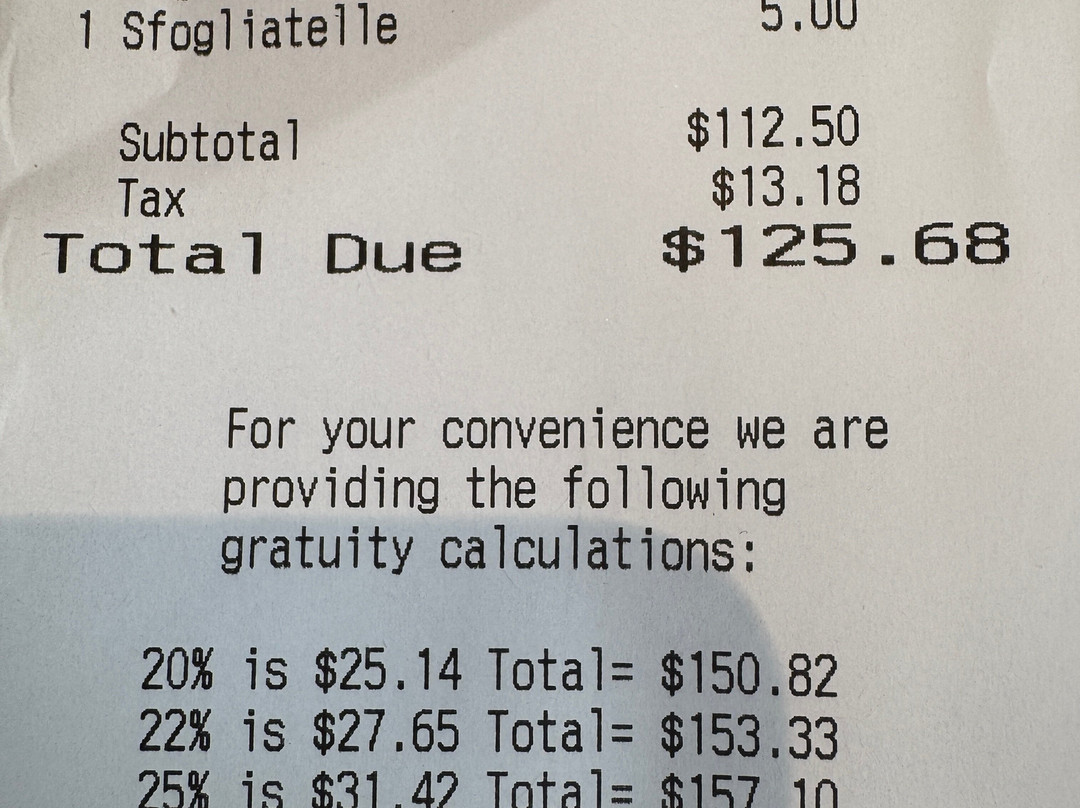 1 Sfogliatelle 5.00
Subtotal $112.50
Tax $13.18
Total Due $125.68
For your convenience we are
providing the following
gratuity calculations:
20% is $25.14 Total= $150.82
22% is $27.65 Total= $153.33
25% is $31.42 Total= $157.10